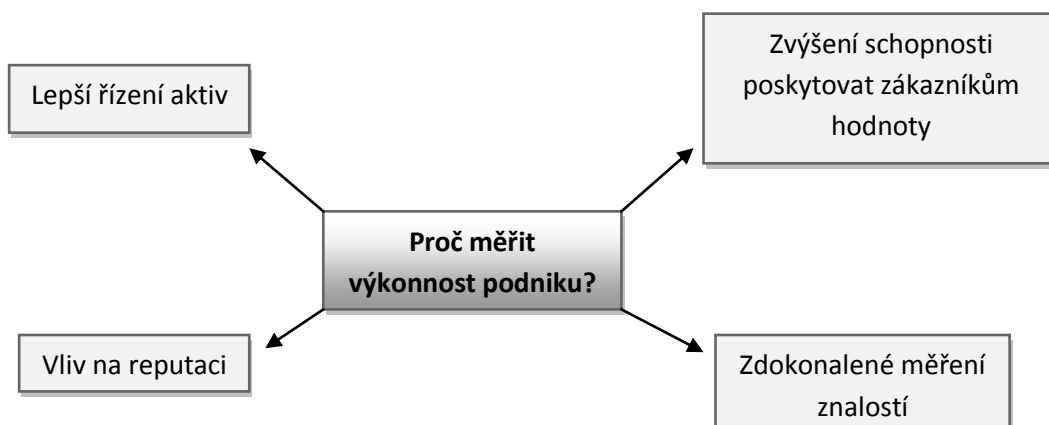 Lepší řízení aktiv
Zvýšení schopnosti
poskytovat zákazníkům
hodnoty
Proč měřit
výkonnost podniku?
Vliv na reputaci
Zdokonalené měření
znalostí